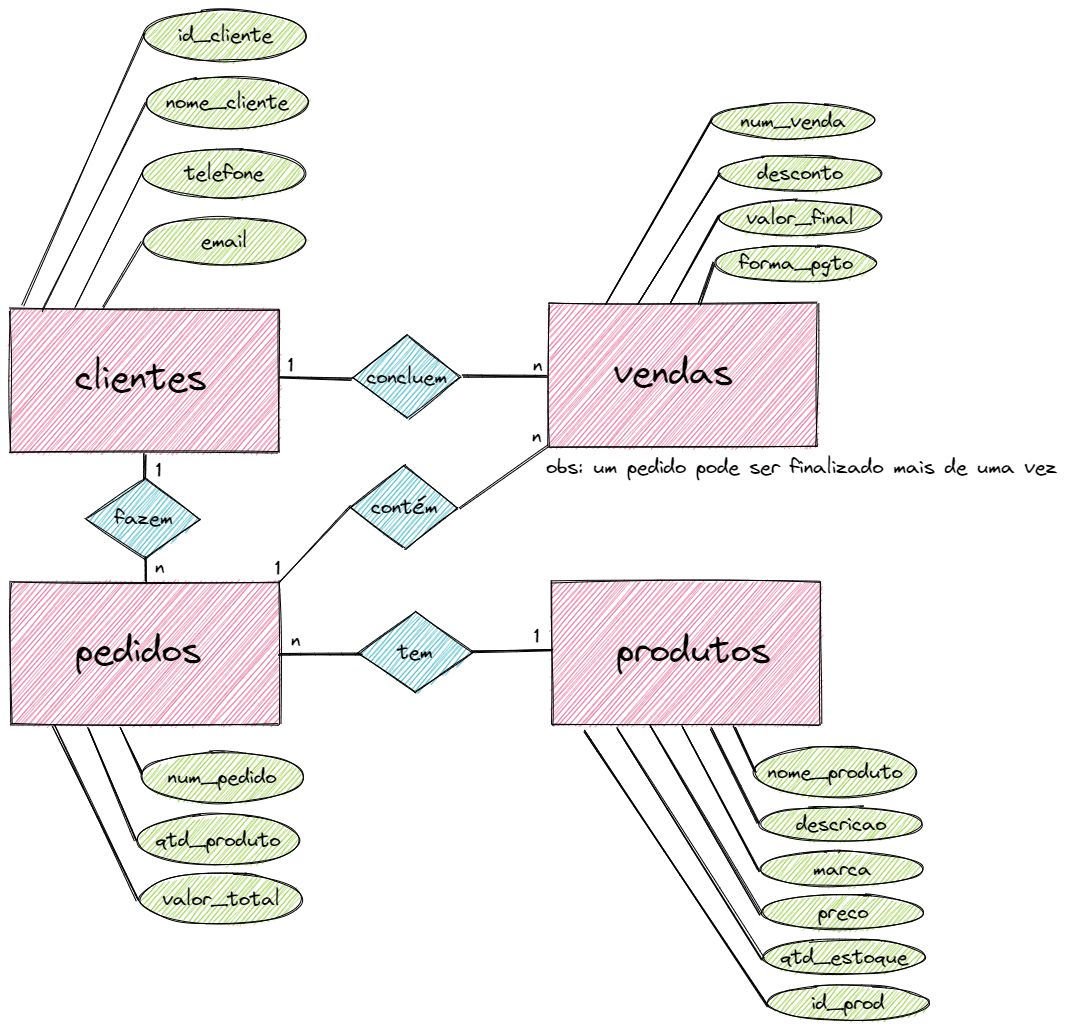 id_cliente
nome_cliente
telefone
email
num_venda
desconto
valor_final
forma_pgto
clientes
1
concluem
n
vendas
n
obs: um pedido pode ser finalizado mais de uma vez
1
fazem
n
contém
1
pedidos
n
tem
1
produtos
num_pedido
qtd_produto
valor_total
nome_produto
descricao
marca
preco
qtd_estoque
id_prod